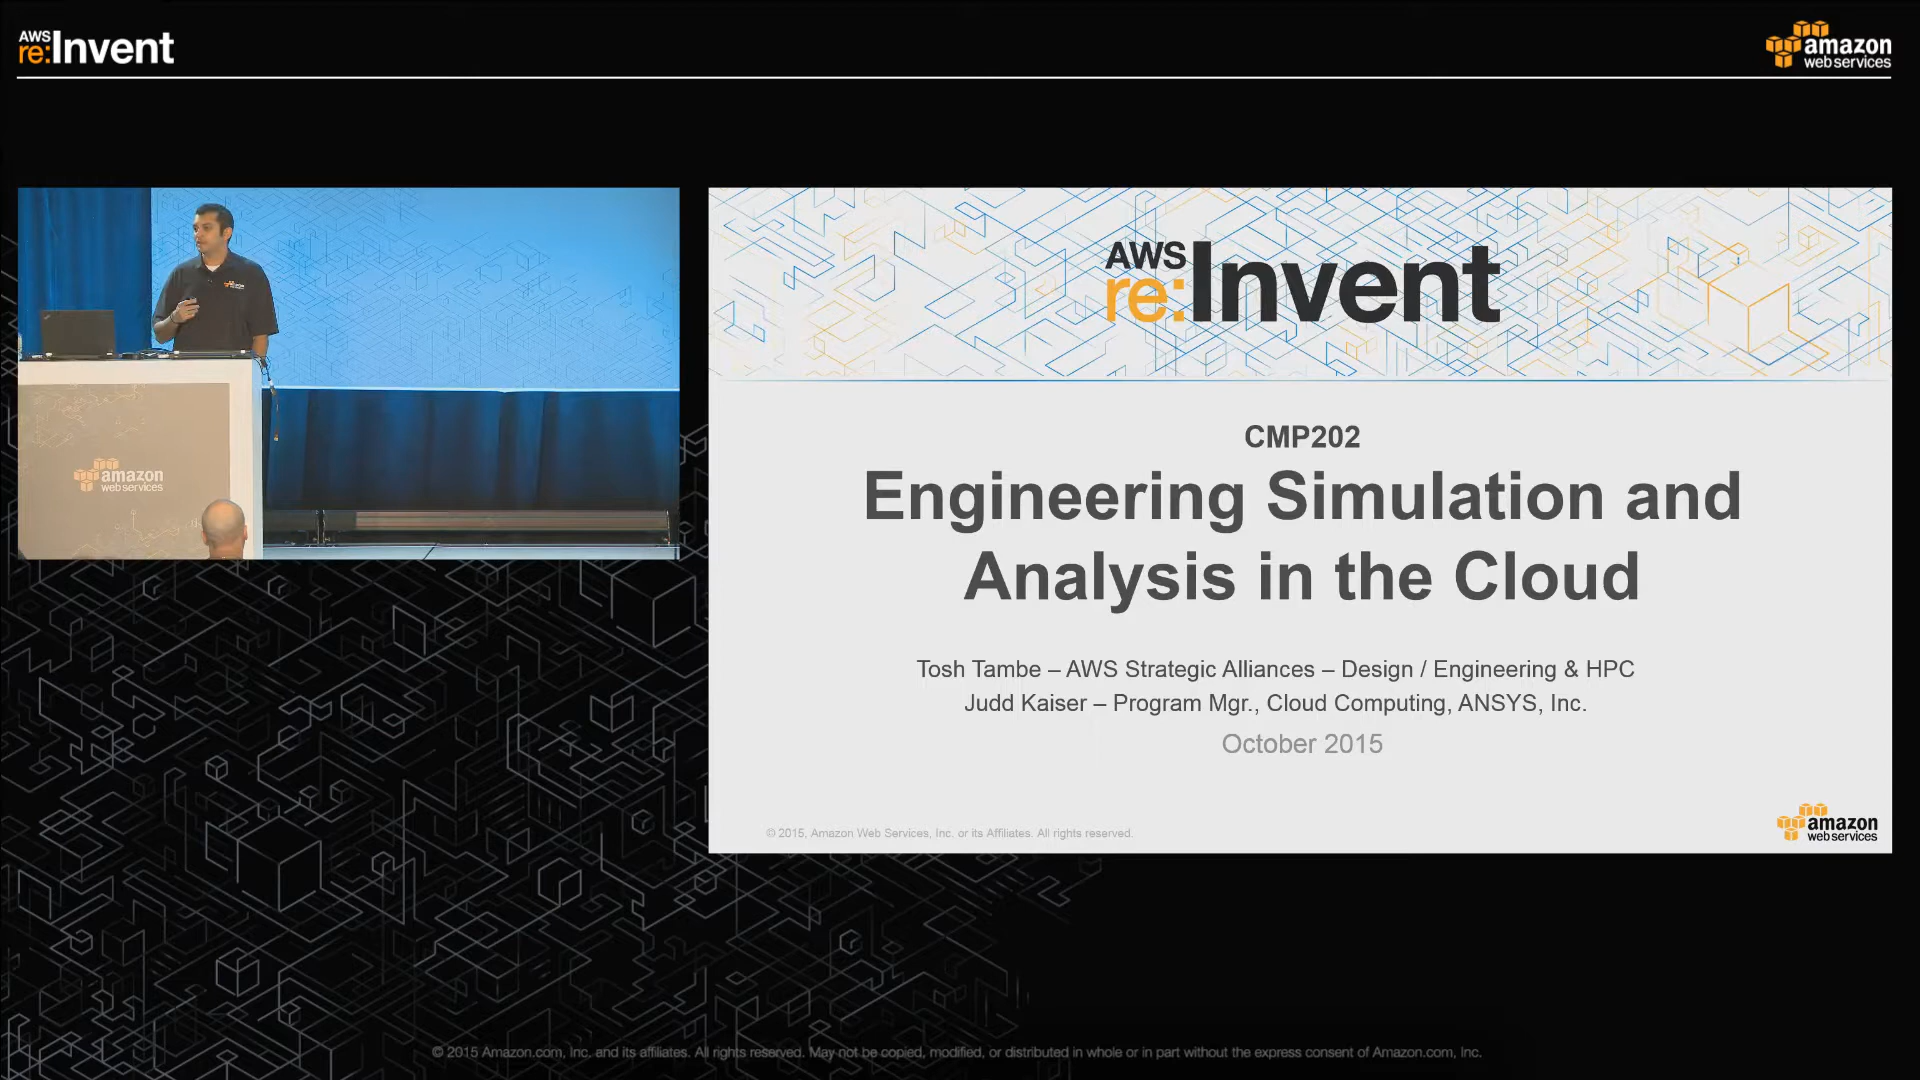 AWS
re:Invent
amazon
web services
amazon
web services
AWS
re:Invent
CMP202
Engineering Simulation and
Analysis in the Cloud
Tosh Tambe – AWS Strategic Alliances – Design / Engineering & HPC
Judd Kaiser – Program Mgr., Cloud Computing, ANSYS, Inc.
October 2015
© 2015, Amazon Web Services, Inc. or its Affiliates. All rights reserved.
amazon
web services
© 2015 Amazon.com, Inc. and its affiliates. All rights reserved. May not be copied, modified, or distributed in whole or in part without the express consent of Amazon.com, Inc.